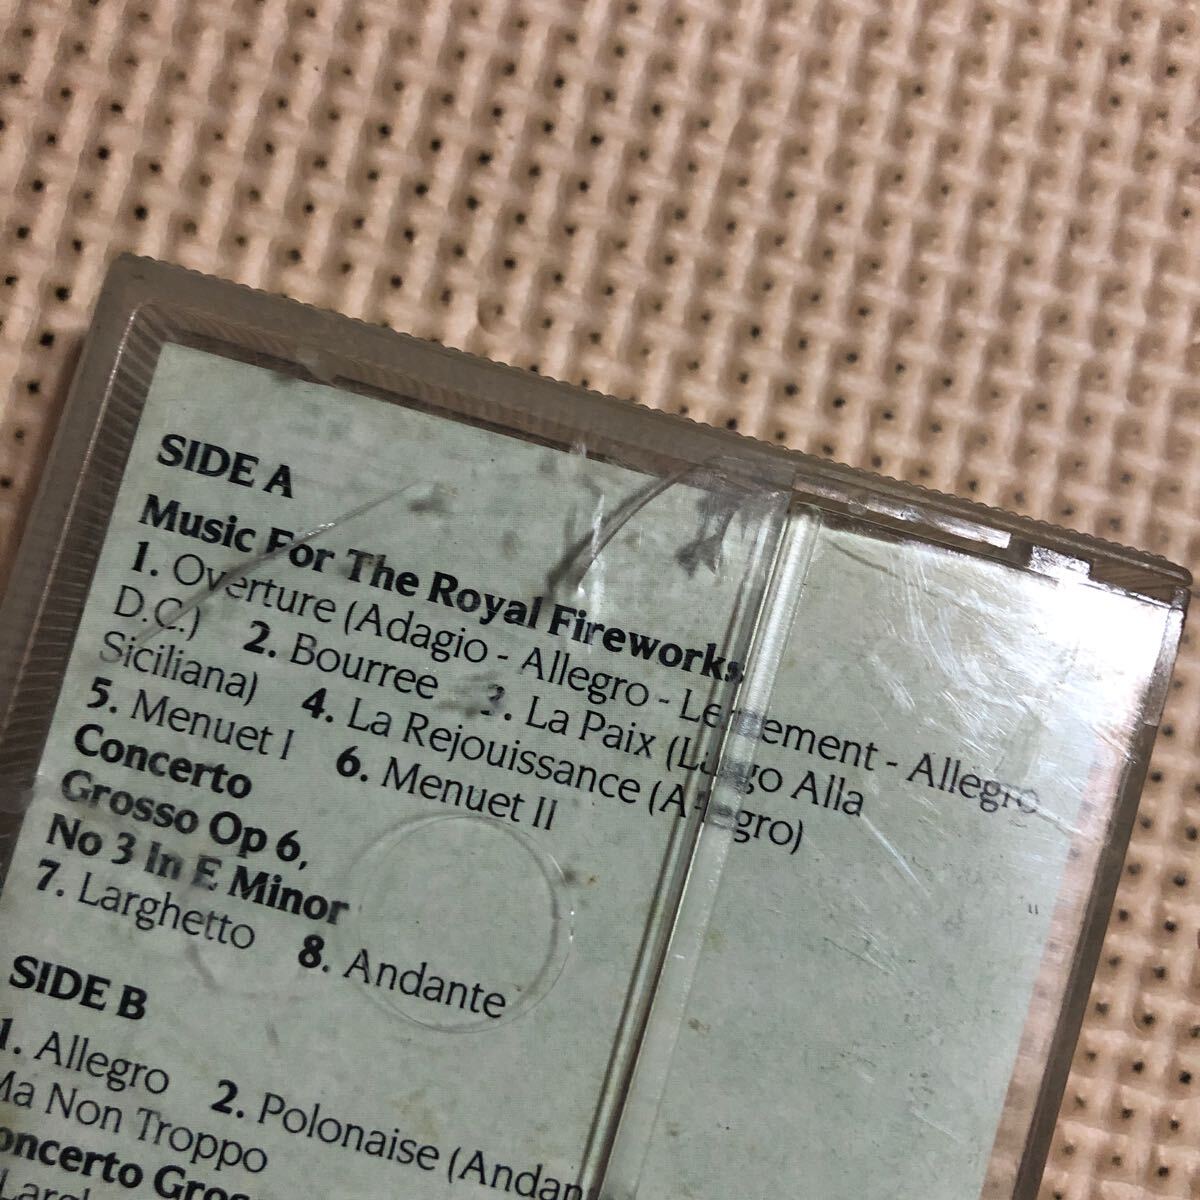 SIDE A
Music For The Royal Fireworks
1. Overture (Adagio - Allegro - Lentement - Allegro
D.C.) 2. Bourree 3. La Paix (Largo Alla
Siciliana) 4. La Rejouissance (Allegro)
5. Menuet I 6. Menuet II
Concerto
Grosso Op 6,
No 3 In E Minor
7. Larghetto 8. Andante
SIDE B
1. Allegro 2. Polonaise (Andan
Ma Non Troppo
oncerto Gros
Largh